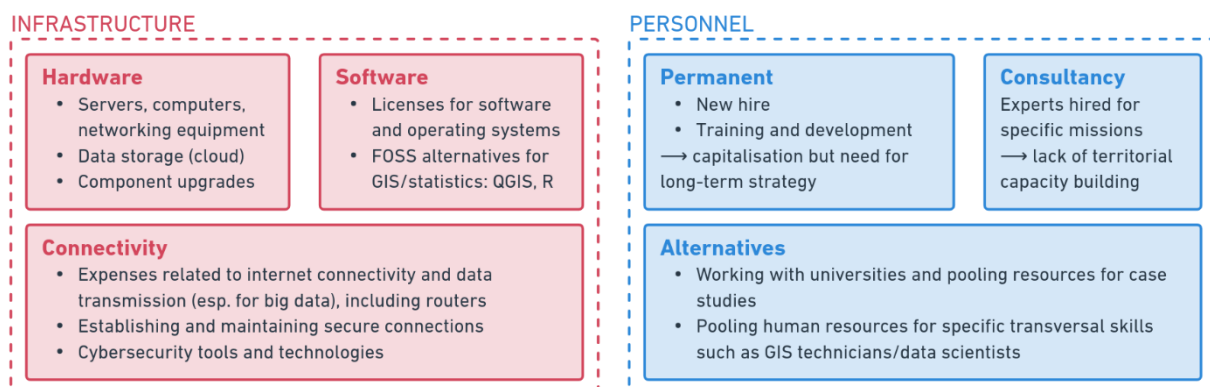 INFRASTRUCTURE
Hardware
• Servers, computers,
networking equipment
• Data storage (cloud)
• Component upgrades
Software
• Licenses for software
and operating systems
• FOSS alternatives for
GIS/statistics: QGIS, R
Connectivity
• Expenses related to internet connectivity and data
transmission (esp. for big data), including routers
• Establishing and maintaining secure connections
• Cybersecurity tools and technologies
PERSONNEL
Permanent
• New hire
• Training and development
⟶ capitalisation but need for
long-term strategy
Consultancy
Experts hired for
specific missions
⟶ lack of territorial
capacity building
Alternatives
• Working with universities and pooling resources for case
studies
• Pooling human resources for specific transversal skills
such as GIS technicians/data scientists